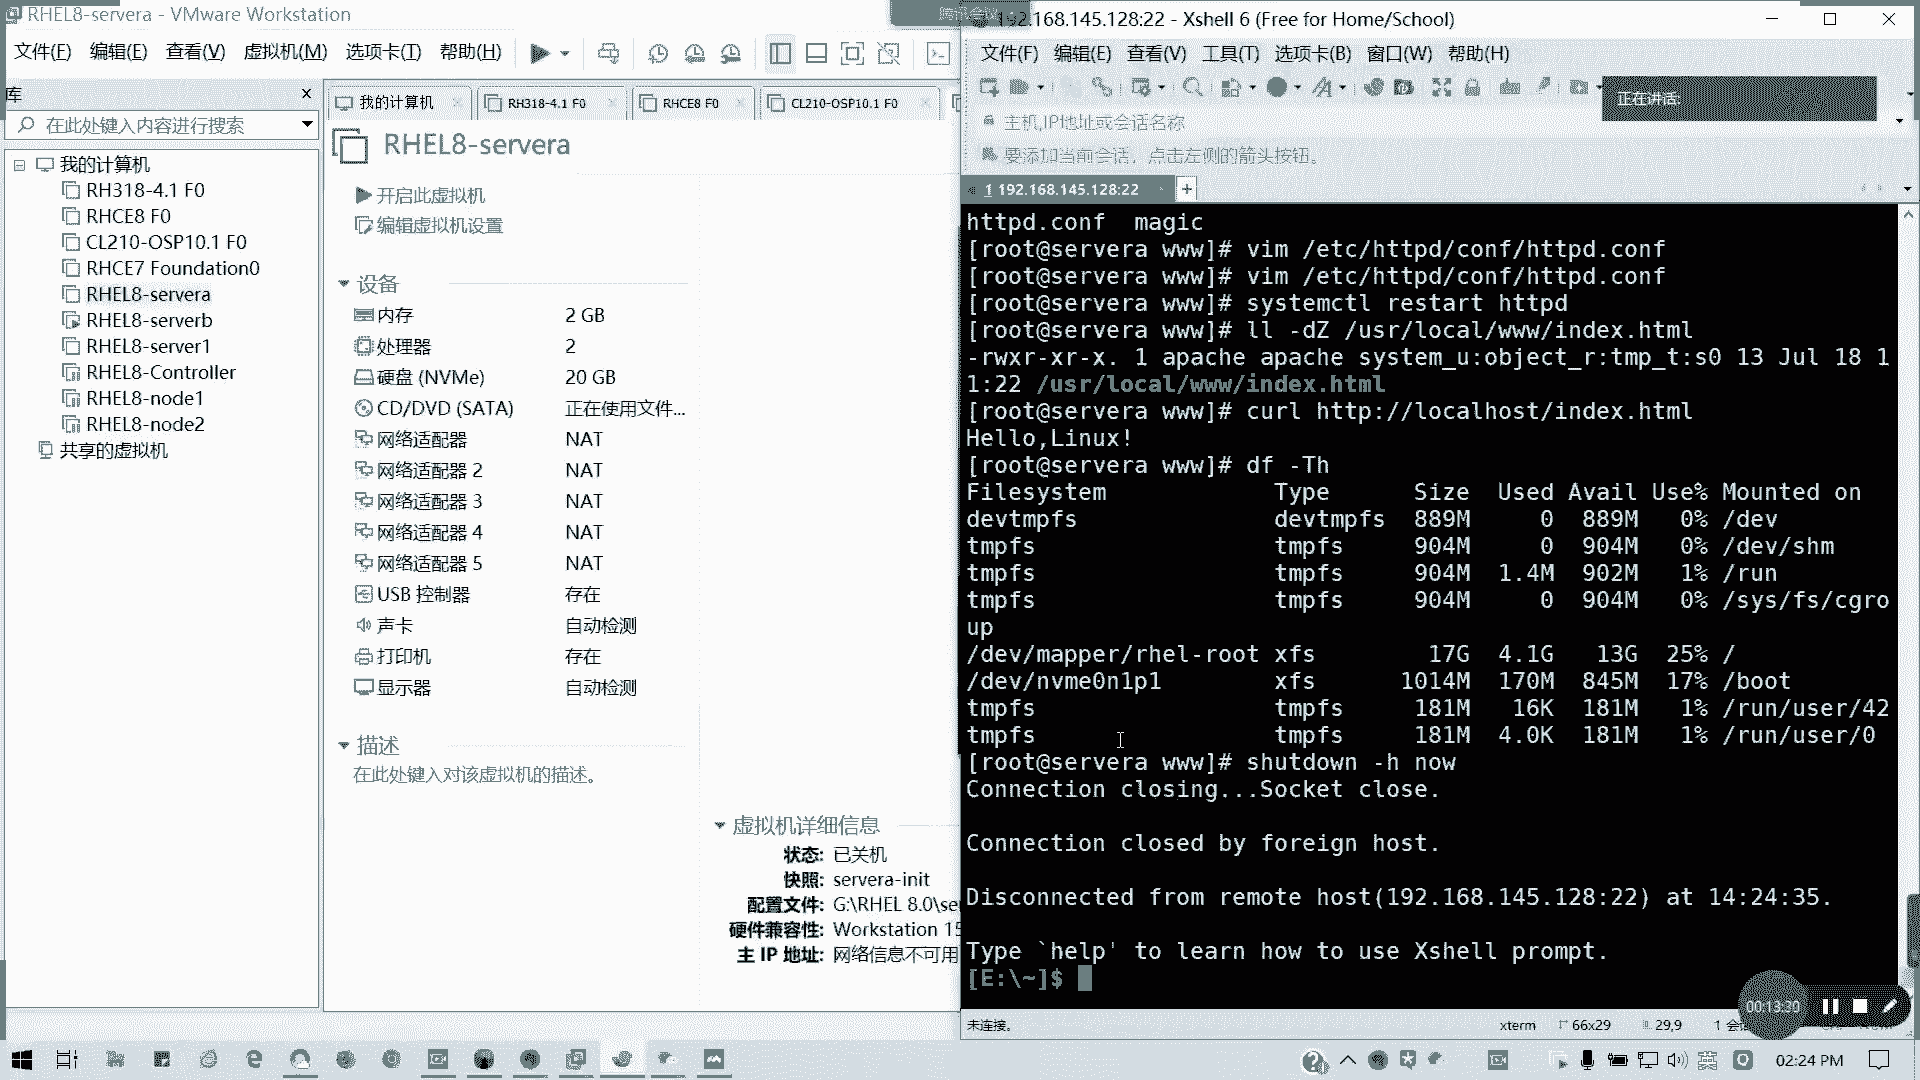 RHEL8-servera - VMware Workstation
文件(F) 编辑(E) 查看(V) 虚拟机(M) 选项卡(T) 帮助(H)
库
在此处键入内容进行搜索
我的计算机
RH318-4.1 F0
RHCE8 F0
CL210-OSP10.1 F0
RHCE7 Foundation0
RHEL8-servera
RHEL8-serverb
RHEL8-server1
RHEL8-Controller
RHEL8-node1
RHEL8-node2
共享的虚拟机
我的计算机 RH318-4.1 F0 RHCE8 F0 CL210-OSP10.1 F0
RHEL8-servera
开启此虚拟机
编辑虚拟机设置
设备
内存 2 GB
处理器 2
硬盘 (NVMe) 20 GB
CD/DVD (SATA) 正在使用文件...
网络适配器 NAT
网络适配器 2 NAT
网络适配器 3 NAT
网络适配器 4 NAT
网络适配器 5 NAT
USB 控制器 存在
声卡 自动检测
打印机 存在
显示器 自动检测
描述
在此处键入对该虚拟机的描述。
虚拟机详细信息
状态: 已关机
快照: servera-init
配置文件: G:\RHEL 8.0\se
硬件兼容性: Workstation 15
主 IP 地址: 网络信息不可用
192.168.145.128:22 - Xshell 6 (Free for Home/School)
文件(F) 编辑(E) 查看(V) 工具(T) 选项卡(B) 窗口(W) 帮助(H)
正在讲话:
主机,IP地址或会话名称
要添加当前会话，点击左侧的箭头按钮。
1 192.168.145.128:22
httpd.conf magic
[root@servera www]# vim /etc/httpd/conf/httpd.conf
[root@servera www]# vim /etc/httpd/conf/httpd.conf
[root@servera www]# systemctl restart httpd
[root@servera www]# ll -dZ /usr/local/www/index.html
-rwxr-xr-x. 1 apache apache system_u:object_r:tmp_t:s0 13 Jul 18 1
1:22 /usr/local/www/index.html
[root@servera www]# curl http://localhost/index.html
Hello,Linux!
[root@servera www]# df -Th
Filesystem Type Size Used Avail Use% Mounted on
devtmpfs devtmpfs 889M 0 889M 0% /dev
tmpfs tmpfs 904M 0 904M 0% /dev/shm
tmpfs tmpfs 904M 1.4M 902M 1% /run
tmpfs tmpfs 904M 0 904M 0% /sys/fs/cgro
up
/dev/mapper/rhel-root xfs 17G 4.1G 13G 25% /
/dev/nvme0n1p1 xfs 1014M 170M 845M 17% /boot
tmpfs tmpfs 181M 16K 181M 1% /run/user/42
tmpfs tmpfs 181M 4.0K 181M 1% /run/user/0
[root@servera www]# shutdown -h now
Connection closing...Socket close.
Connection closed by foreign host.
Disconnected from remote host(192.168.145.128:22) at 14:24:35.
Type `help' to learn how to use Xshell prompt.
[E:\~]$
00:13:30
未连接。 xterm 66x29 29,9
02:24 PM